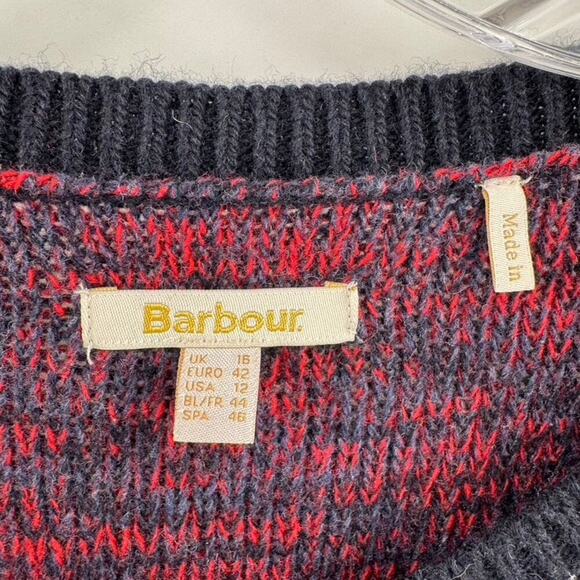 Barbour.
UK 16
EURO 42
USA 12
BL/FR 44
SPA 46
Made in